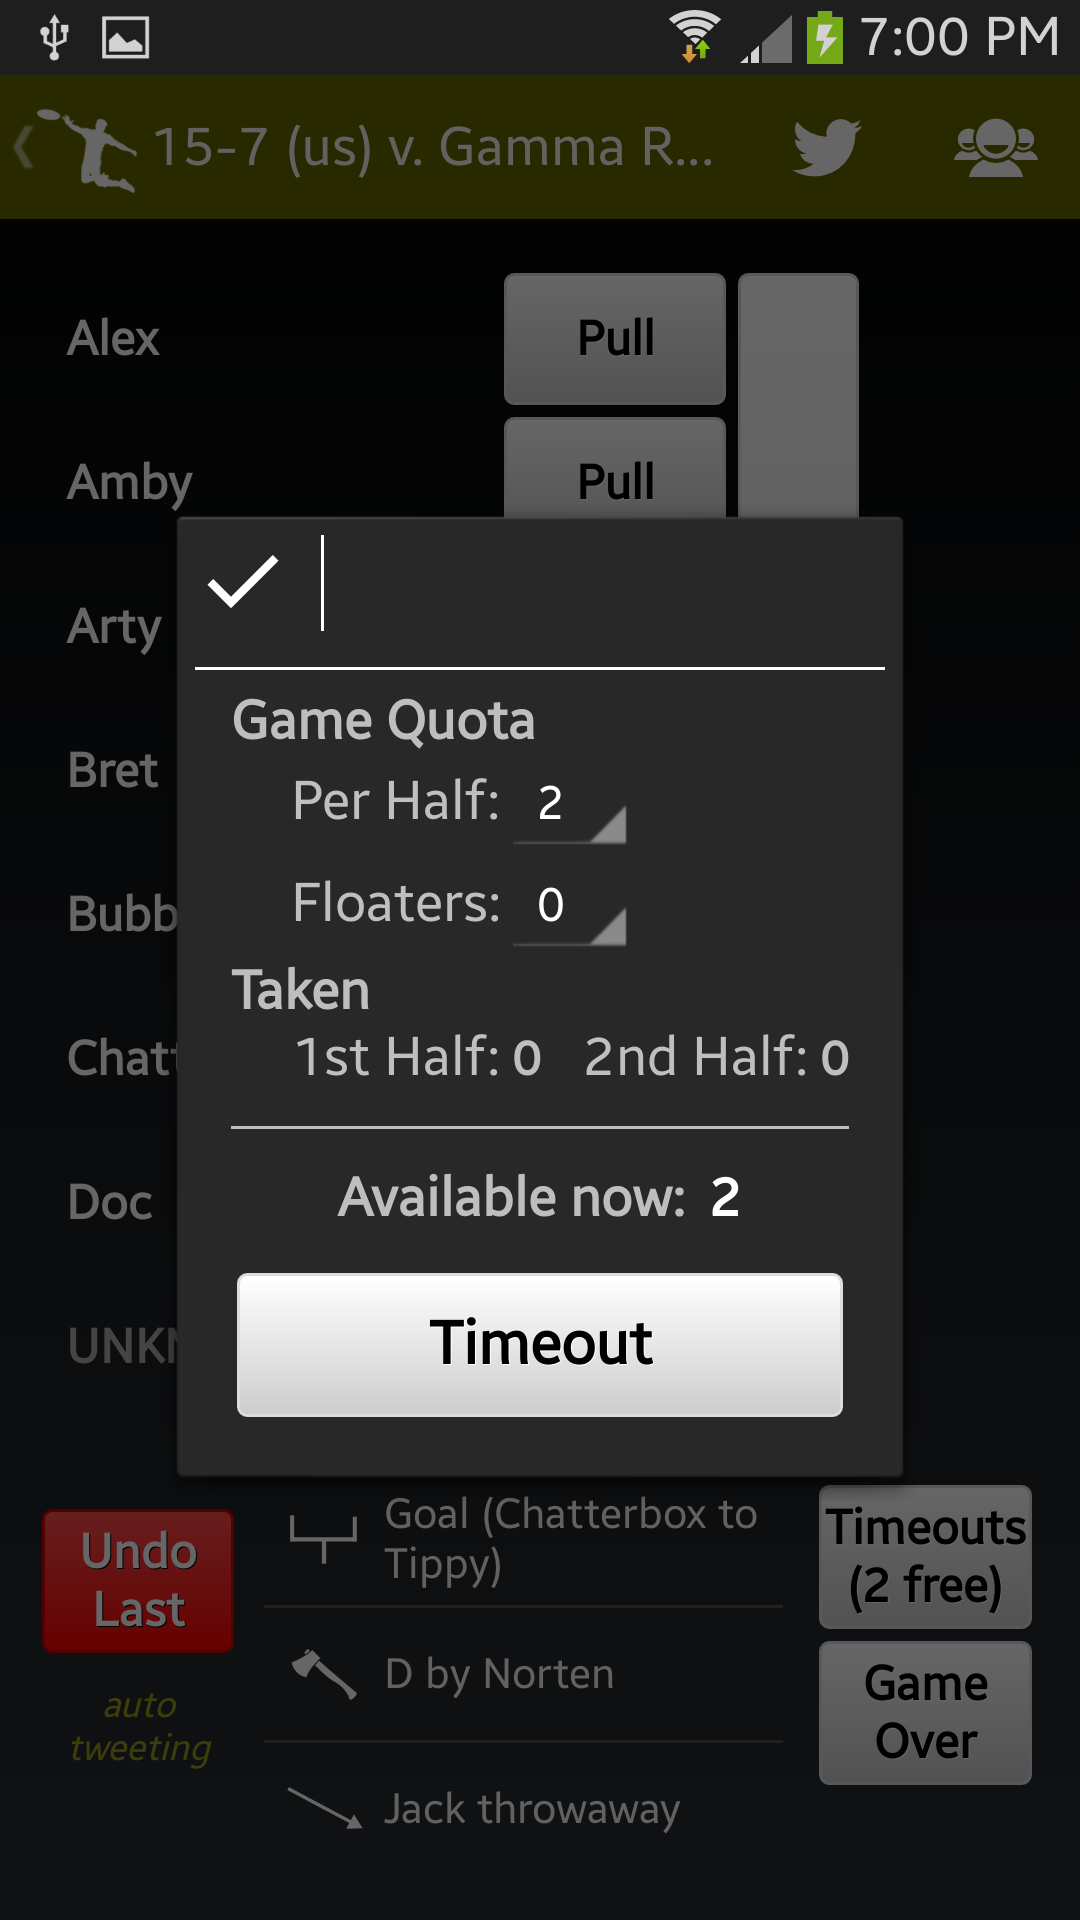 7:00 PM
15-7 (us) v. Gamma R...
Alex
Pull
Amby
Pull
Arty
Bret
Bubb
Chatt
Doc
UNKN
Game Quota
Per Half: 2
Floaters: 0
Taken
1st Half: 0 2nd Half: 0
Available now: 2
Timeout
Undo
Last
auto
tweeting
Goal (Chatterbox to
Tippy)
D by Norten
Jack throwaway
Timeouts
(2 free)
Game
Over